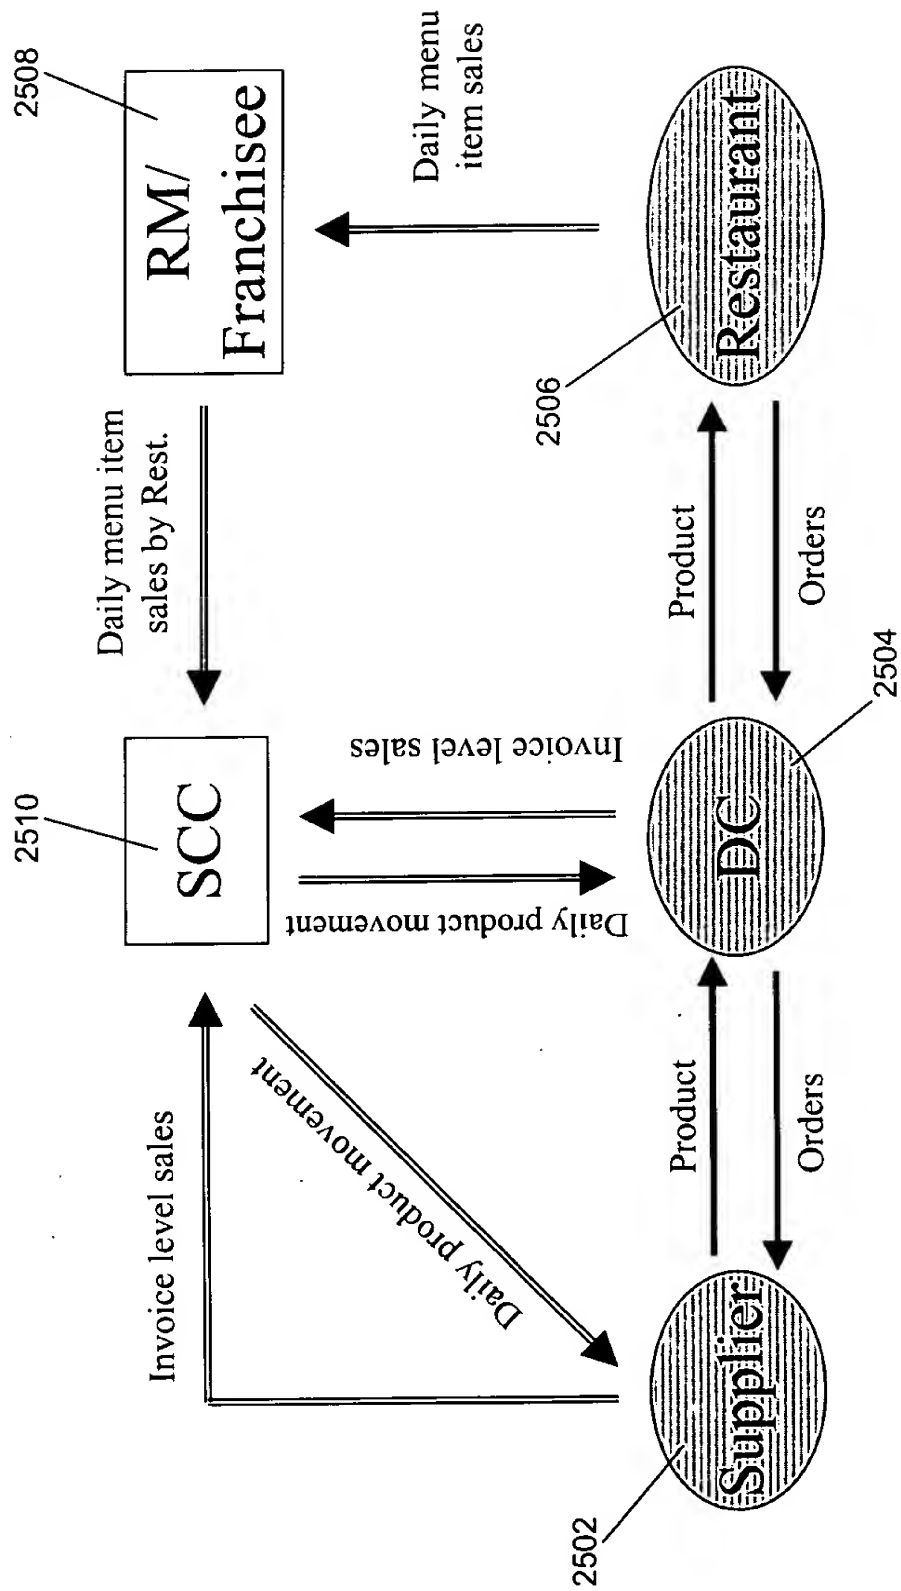 2510
2508
SCC
RM/
Franchisee
Daily menu item
sales by Rest.
Invoice level sales
Daily product movement
Daily product movement
Invoice level sales
Daily menu
item sales
2502
2506
Supplier
Product
Orders
DC
Product
Orders
Restaurant
2504